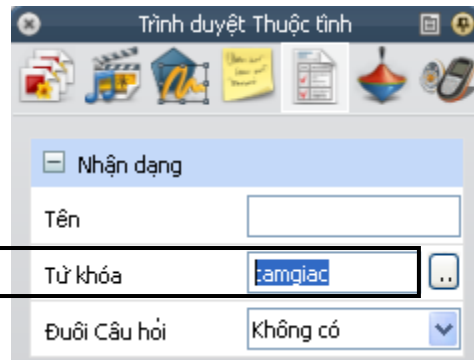 Trình duyệt Thuộc tính
Nhận dạng
Tên
Từ khóa tamgiac ..
Đuôi Câu hỏi Không có